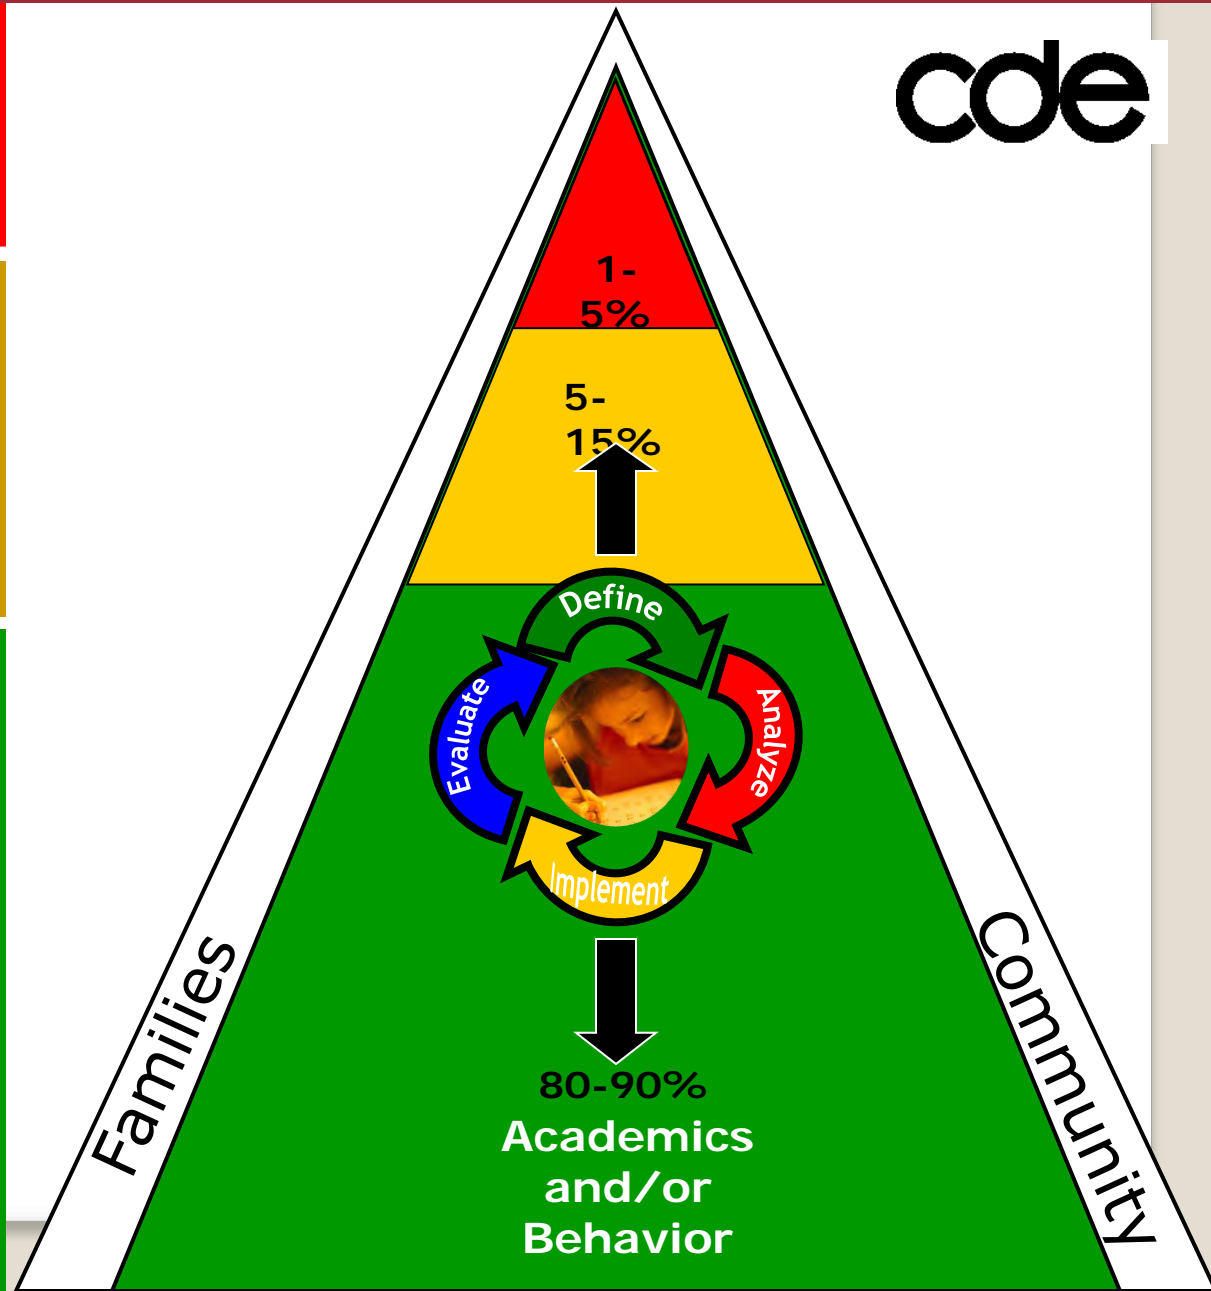 cde
1-
5%
5-
15%
Define
Analyze
Implement
Evaluate
Families
Community
80-90%
Academics
and/or
Behavior